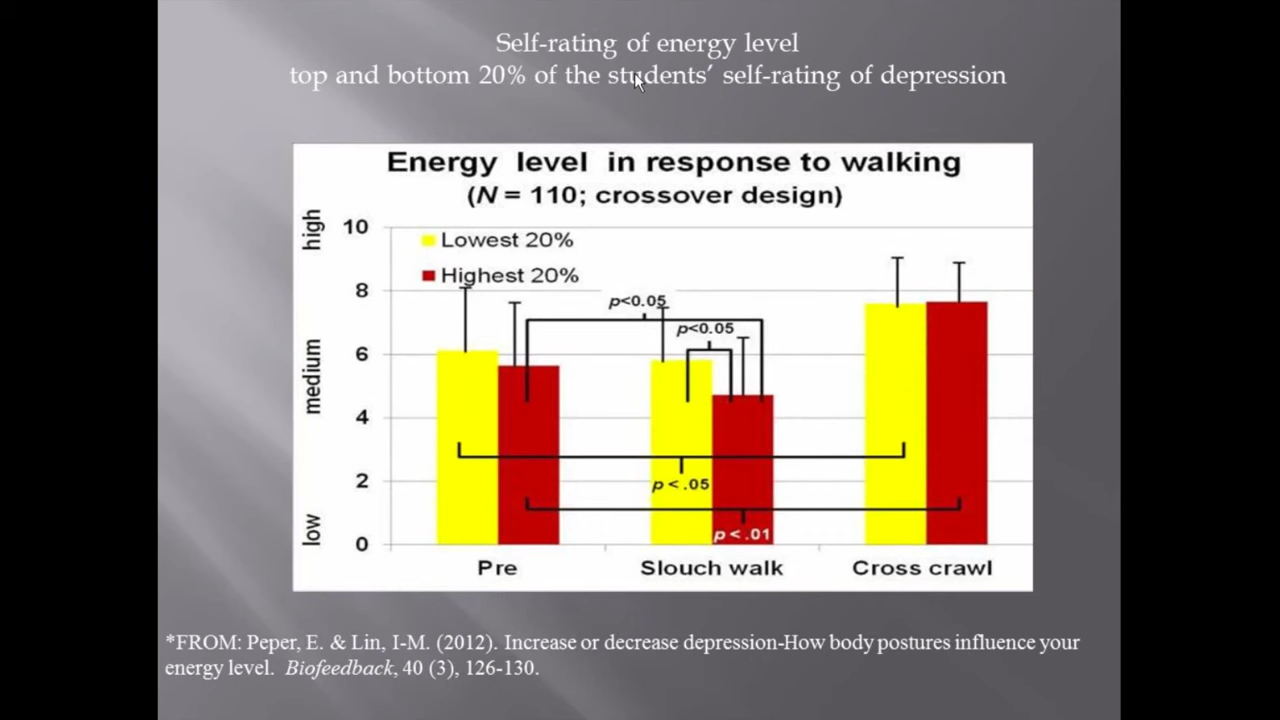 Self-rating of energy level
top and bottom 20% of the students’ self-rating of depression
Energy level in response to walking
(N = 110; crossover design)
high
10
Lowest 20%
Highest 20%
8
p<0.05
p<0.05
6
medium
4
2
p < .05
low
p < .01
0
Pre
Slouch walk
Cross crawl
*FROM: Peper, E. & Lin, I-M. (2012). Increase or decrease depression-How body postures influence your
energy level. Biofeedback, 40 (3), 126-130.